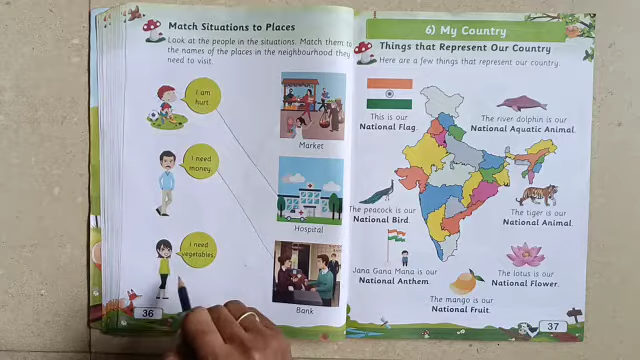 Match Situations to Places
Look at the people in the situations. Match them to
the names of the places in the neighbourhood they
need to visit.
I am
hurt.
Market
I need
money.
Hospital
I need
vegetables.
Bank
36
6) My Country
Things that Represent Our Country
Here are a few things that represent our country.
This is our
National Flag.
The river dolphin is our
National Aquatic Animal.
The peacock is our
National Bird.
The tiger is our
National Animal.
Jana Gana Mana is our
National Anthem.
The lotus is our
National Flower.
The mango is our
National Fruit.
37